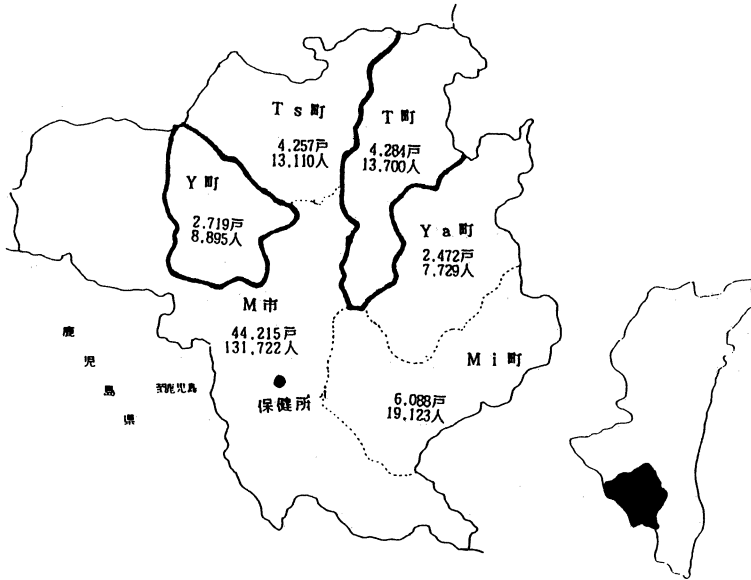 Ts町
4.257戸
13,110人
T町
4.284戸
13,700人
Y町
2.719戸
8.895人
Ya町
2.472戸
7,729人
M市
44.215戸
131,722人
Mi町
6.088戸
19,123人
保健所
鹿児島県